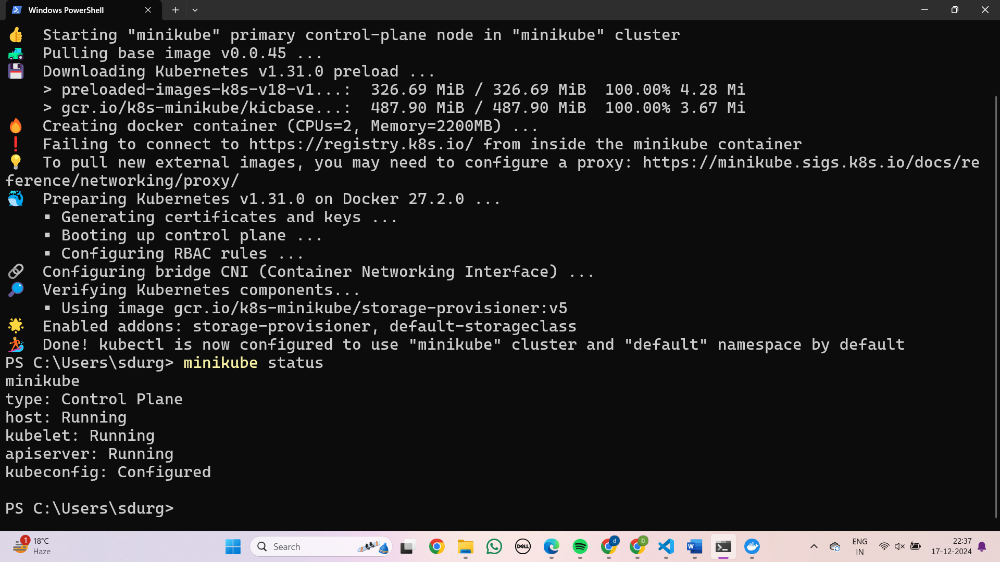 Windows PowerShell
Starting "minikube" primary control-plane node in "minikube" cluster
Pulling base image v0.0.45 ...
Downloading Kubernetes v1.31.0 preload ...
> preloaded-images-k8s-v18-v1...:  326.69 MiB / 326.69 MiB  100.00% 4.28 Mi
> gcr.io/k8s-minikube/kicbase...:  487.90 MiB / 487.90 MiB  100.00% 3.67 Mi
Creating docker container (CPUs=2, Memory=2200MB) ...
Failing to connect to https://registry.k8s.io/ from inside the minikube container
To pull new external images, you may need to configure a proxy: https://minikube.sigs.k8s.io/docs/re
ference/networking/proxy/
Preparing Kubernetes v1.31.0 on Docker 27.2.0 ...
▪ Generating certificates and keys ...
▪ Booting up control plane ...
▪ Configuring RBAC rules ...
Configuring bridge CNI (Container Networking Interface) ...
Verifying Kubernetes components...
▪ Using image gcr.io/k8s-minikube/storage-provisioner:v5
Enabled addons: storage-provisioner, default-storageclass
Done! kubectl is now configured to use "minikube" cluster and "default" namespace by default
PS C:\Users\sdurg> minikube status
minikube
type: Control Plane
host: Running
kubelet: Running
apiserver: Running
kubeconfig: Configured
PS C:\Users\sdurg>
1
18°C
Haze
Search
DELL
d
D
W
ENG
IN
22:37
17-12-2024